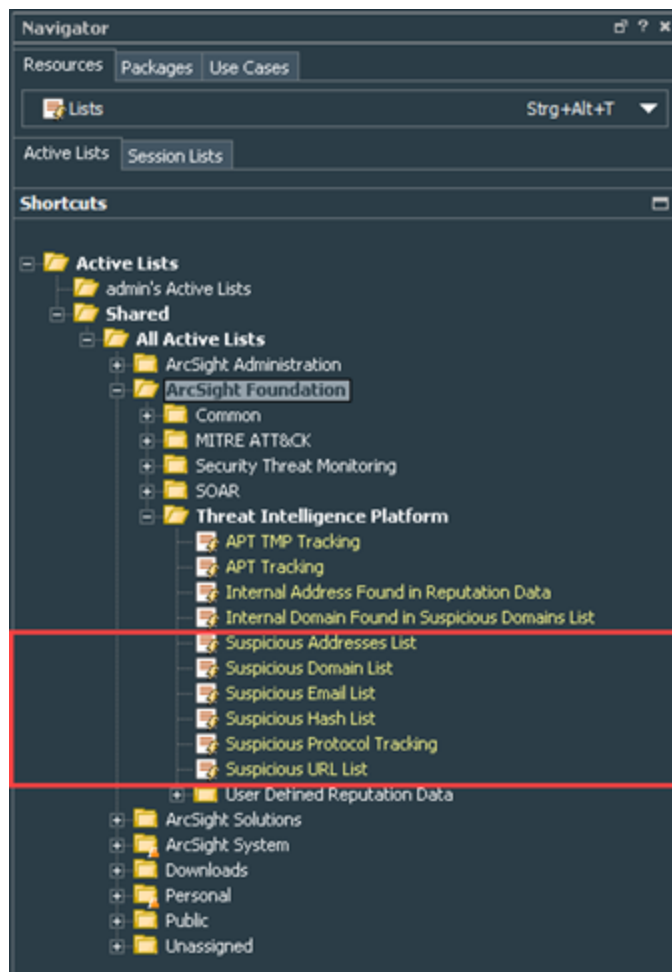 Navigator ?
Resources Packages Use Cases
Lists Strg+Alt+T
Active Lists Session Lists
Shortcuts
Active Lists
admin's Active Lists
Shared
All Active Lists
ArcSight Administration
ArcSight Foundation
Common
MITRE ATT&CK
Security Threat Monitoring
SOAR
Threat Intelligence Platform
APT TMP Tracking
APT Tracking
Internal Address Found in Reputation Data
Internal Domain Found in Suspicious Domains List
Suspicious Addresses List
Suspicious Domain List
Suspicious Email List
Suspicious Hash List
Suspicious Protocol Tracking
Suspicious URL List
User Defined Reputation Data
ArcSight Solutions
ArcSight System
Downloads
Personal
Public
Unassigned